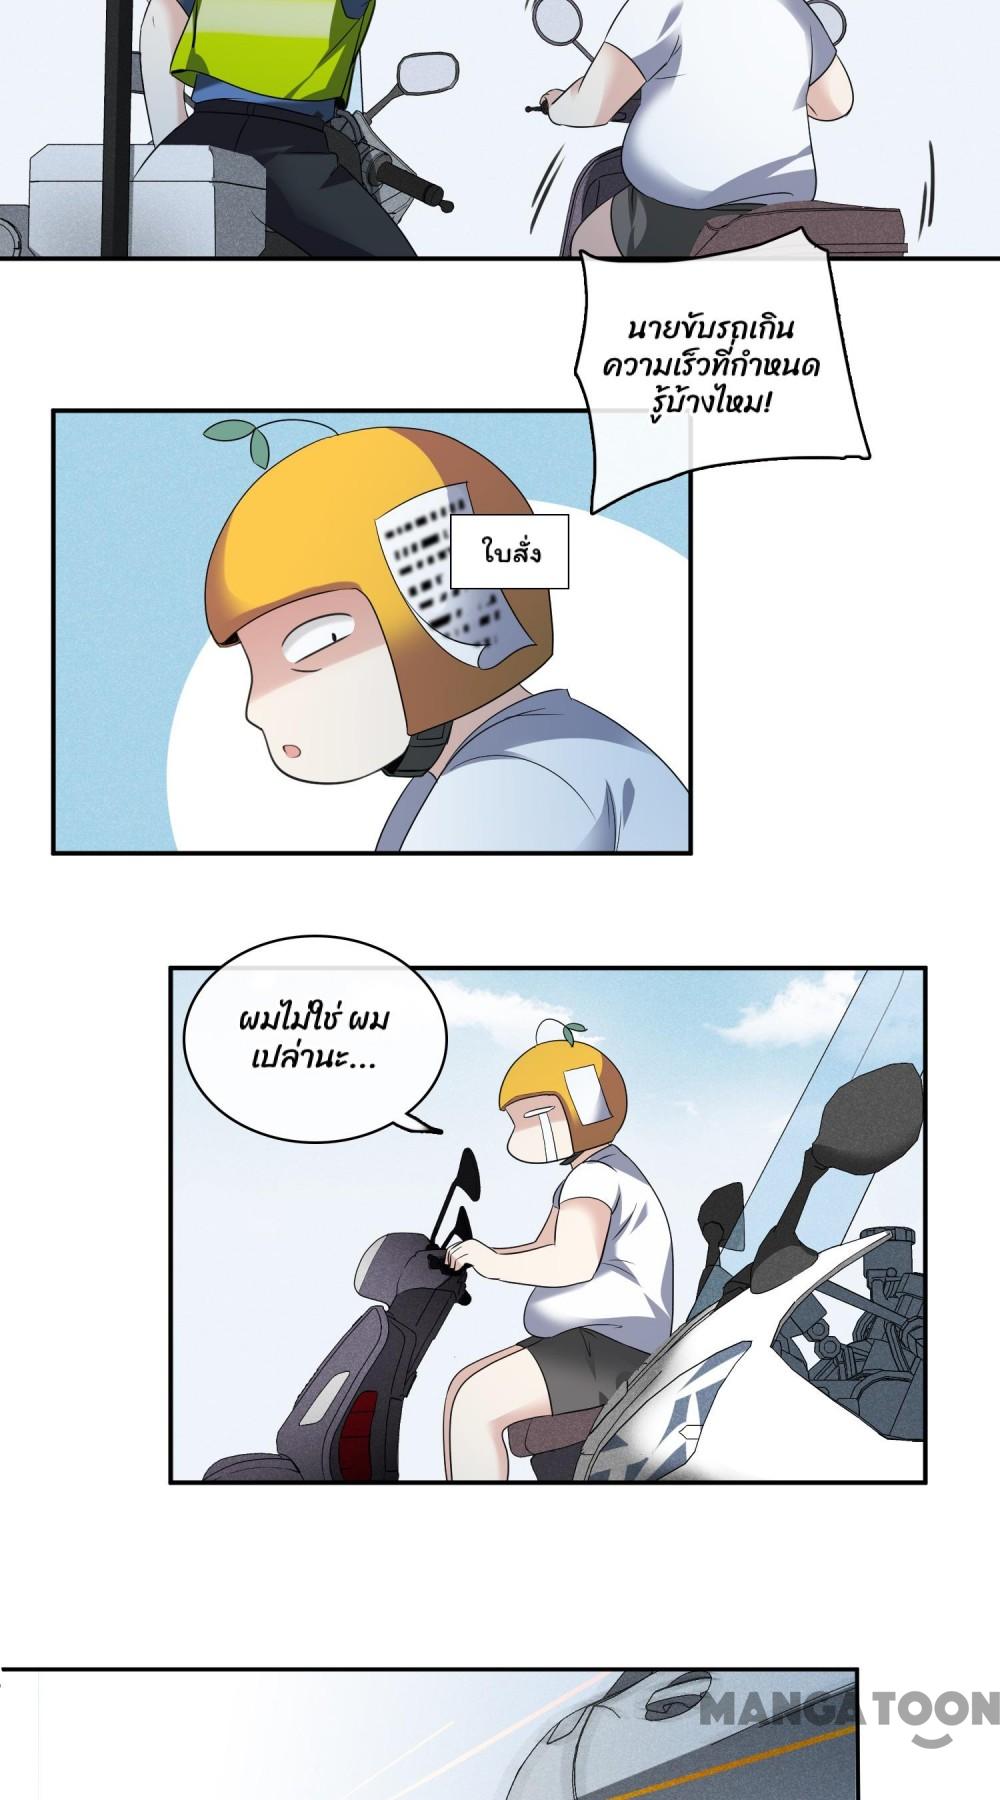 นายขับรถเกิน
ความเร็วที่กำหนด
รู้บ้างไหม!
ใบสั่ง
ผมไม่ใช่ ผม
เปล่านะ...
MANGATOON